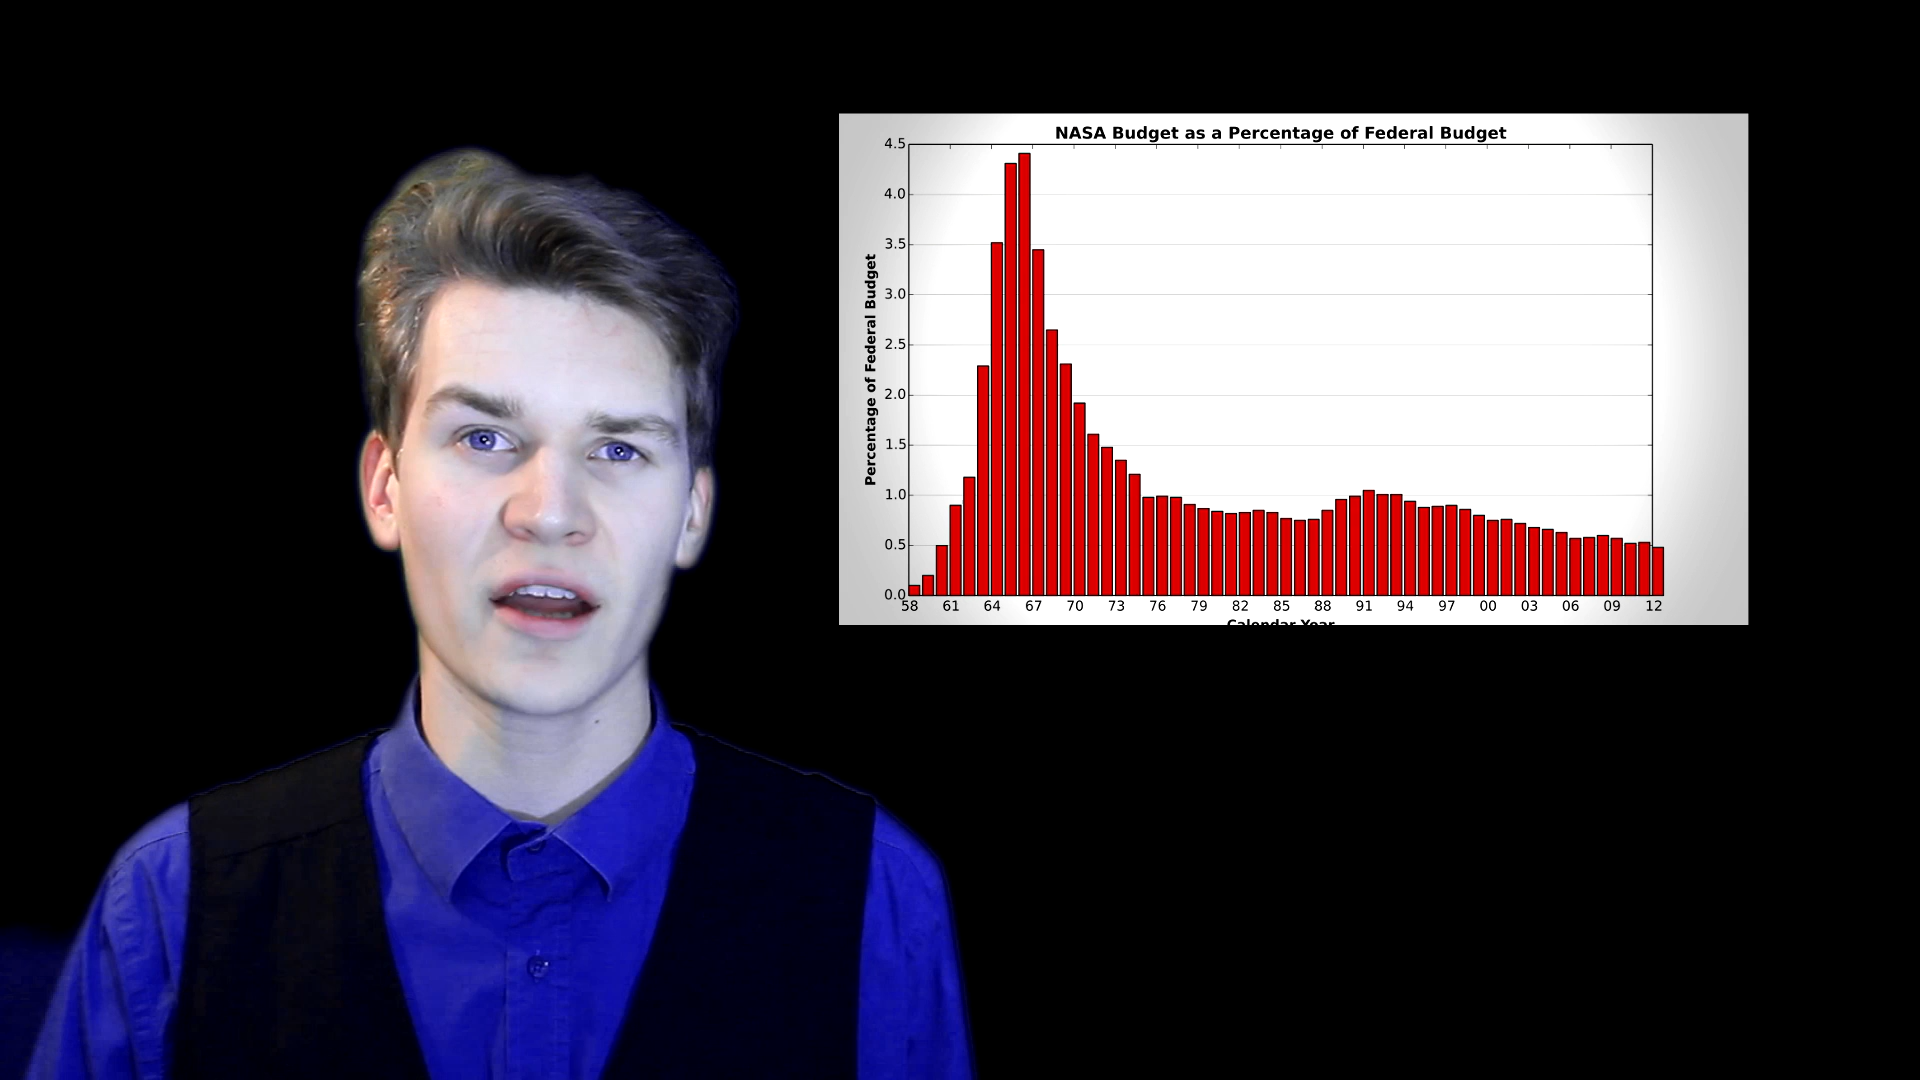 NASA Budget as a Percentage of Federal Budget
Percentage of Federal Budget
4.5
4.0
3.5
3.0
2.5
2.0
1.5
1.0
0.5
0.0
58 61 64 67 70 73 76 79 82 85 88 91 94 97 00 03 06 09 12
Calendar Year